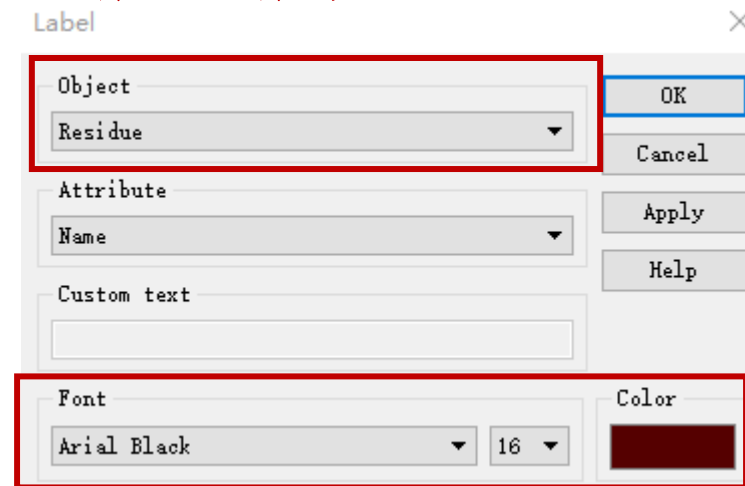 Label
Object
OK
Residue
Cancel
Attribute
Apply
Name
Help
Custom text
Font
Color
Arial Black
16